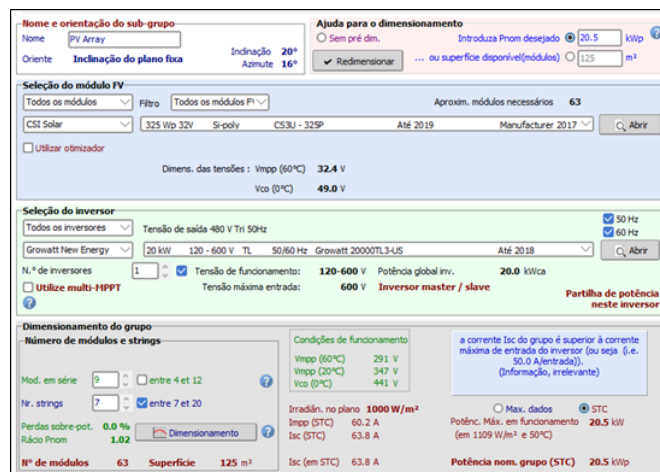 Nome e orientação do sub-grupo
Nome PV Array
Oriente Inclinação do plano fixa
Inclinação 20°
Azimute 16°
Ajuda para o dimensionamento
Sem pré dim. Introduza Pnom desejado 20.5 kWp
Redimensionar ... ou superfície disponível(módulos) 125 m²
Seleção do módulo FV
Todos os módulos Filtro Todos os módulos FV Aproxim. módulos necessários 63
CSI Solar 325 Wp 32V Si-poly CS3U - 325P Até 2019 Manufacturer 2017 Abrir
Utilizar otimizador
Dimens. das tensões : Vmpp (60°C) 32.4 V
Vco (0°C) 49.0 V
Seleção do inversor
Todos os inversores Tensão de saída 480 V Tri 50Hz
50 Hz
60 Hz
Growatt New Energy 20 kW 120 - 600 V TL 50/60 Hz Growatt 20000TL3-US Até 2018 Abrir
N.º de inversores 1 Tensão de funcionamento: 120-600 V Potência global inv. 20.0 kWca
Utilize multi-MPPT Tensão máxima entrada: 600 V Inversor master / slave
Partilha de potência
neste inversor
Dimensionamento do grupo
Número de módulos e strings
Mod. em série 9 entre 4 et 12
Nr. strings 7 entre 7 et 20
Perdas sobre-pot. 0.0 %
Rácio Pnom 1.02
Dimensionamento
Nº de módulos 63 Superfície 125 m²
Condições de funcionamento
Vmpp (60°C) 291 V
Vmpp (20°C) 347 V
Vco (0°C) 441 V
Irradiân. no plano 1000 W/m²
Impp (STC) 60.2 A
Isc (STC) 63.8 A
Isc (em STC) 63.8 A
a corrente Isc do grupo é superior à corrente
máxima de entrada do inversor (ou seja (i.e.
50.0 A/entrada)).
(Informação, irrelevante)
Max. dados STC
Potênc. Máx. em funcionamento 20.5 kW
(em 1109 W/m² e 50°C)
Potência nom. grupo (STC) 20.5 kWp